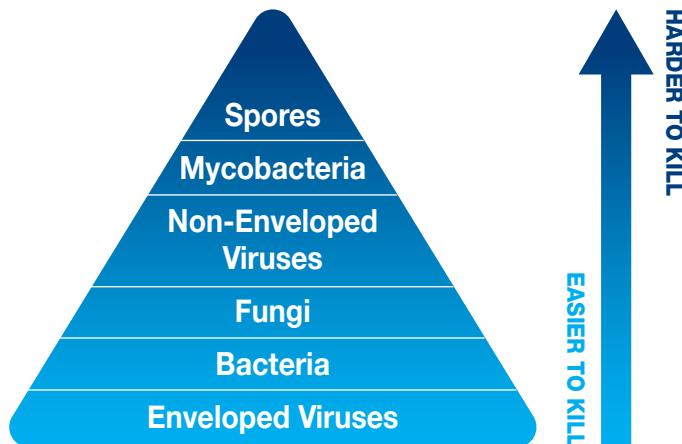 Spores
Mycobacteria
Non-Enveloped
Viruses
Fungi
Bacteria
Enveloped Viruses
HARDER TO KILL
EASIER TO KILL